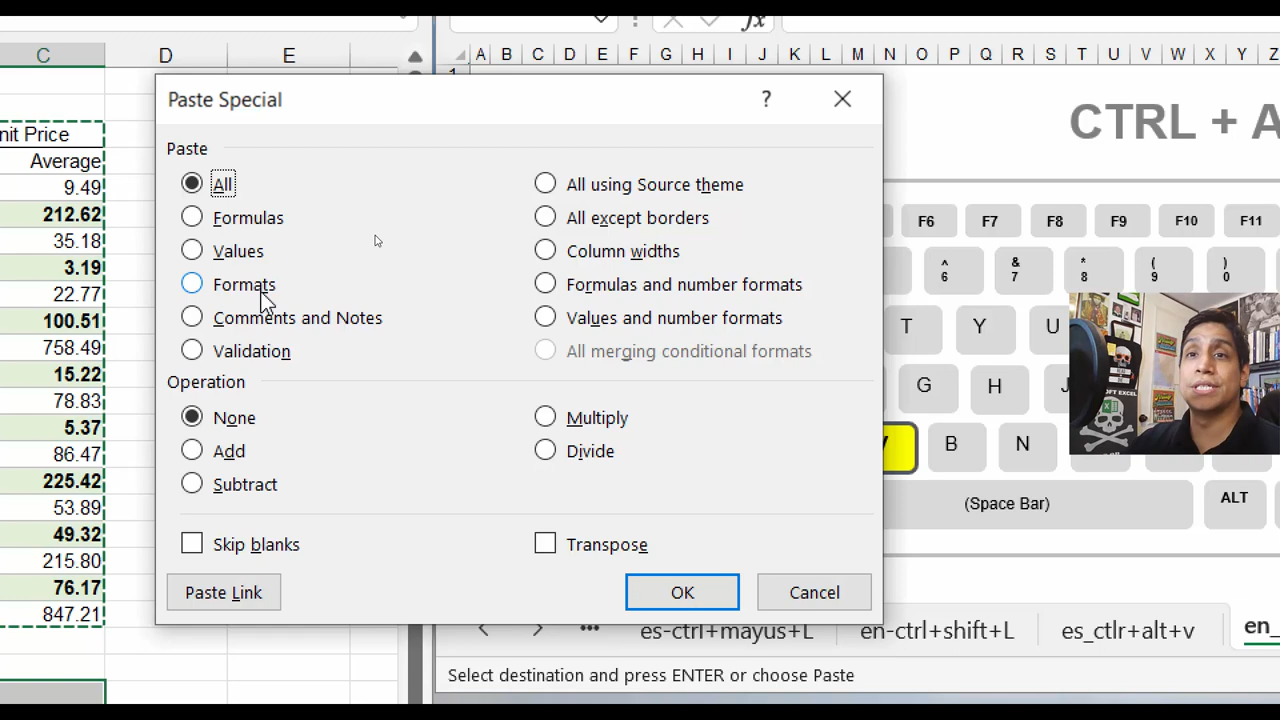 C D E
A B C D E F G H I J K L M N O P Q R S T U V W X Y Z
1
Paste Special ? ×
nit Price
Average
9.49
212.62
35.18
3.19
22.77
100.51
758.49
15.22
78.83
5.37
86.47
225.42
53.89
49.32
215.80
76.17
847.21
Paste
All
Formulas
Values
Formats
Comments and Notes
Validation
All using Source theme
All except borders
Column widths
Formulas and number formats
Values and number formats
All merging conditional formats
Operation
None
Add
Subtract
Multiply
Divide
Skip blanks
Transpose
Paste Link OK Cancel
CTRL + A
F6 F7 F8 F9 F10 F11
^ & * ( )
6 7 8 9 0
T Y U
G H J
V B N
(Space Bar) ALT
es-ctrl+mayus+L en-ctrl+shift+L es_ctlr+alt+v en_
Select destination and press ENTER or choose Paste